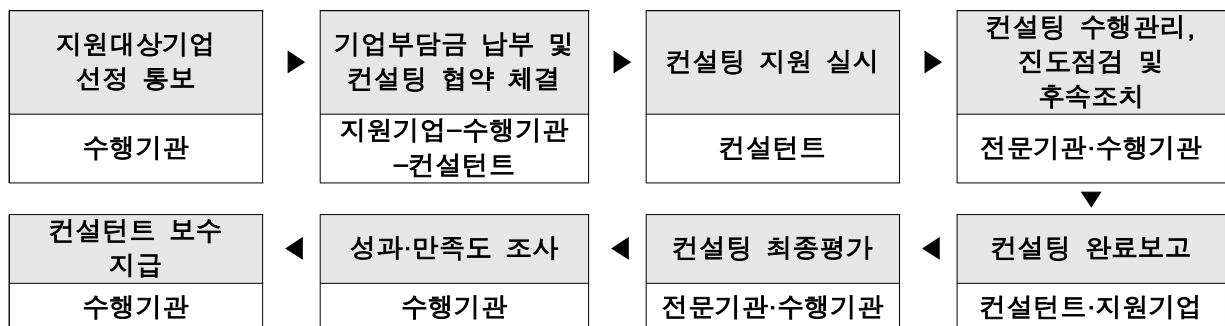 지원대상기업
선정 통보
수행기관
기업부담금 납부 및
컨설팅 협약 체결
지원기업–수행기관
–컨설턴트
컨설팅 지원 실시
컨설턴트
컨설팅 수행관리,
진도점검 및
후속조치
전문기관·수행기관
컨설팅 완료보고
컨설턴트·지원기업
컨설팅 최종평가
전문기관·수행기관
성과·만족도 조사
수행기관
컨설턴트 보수
지급
수행기관